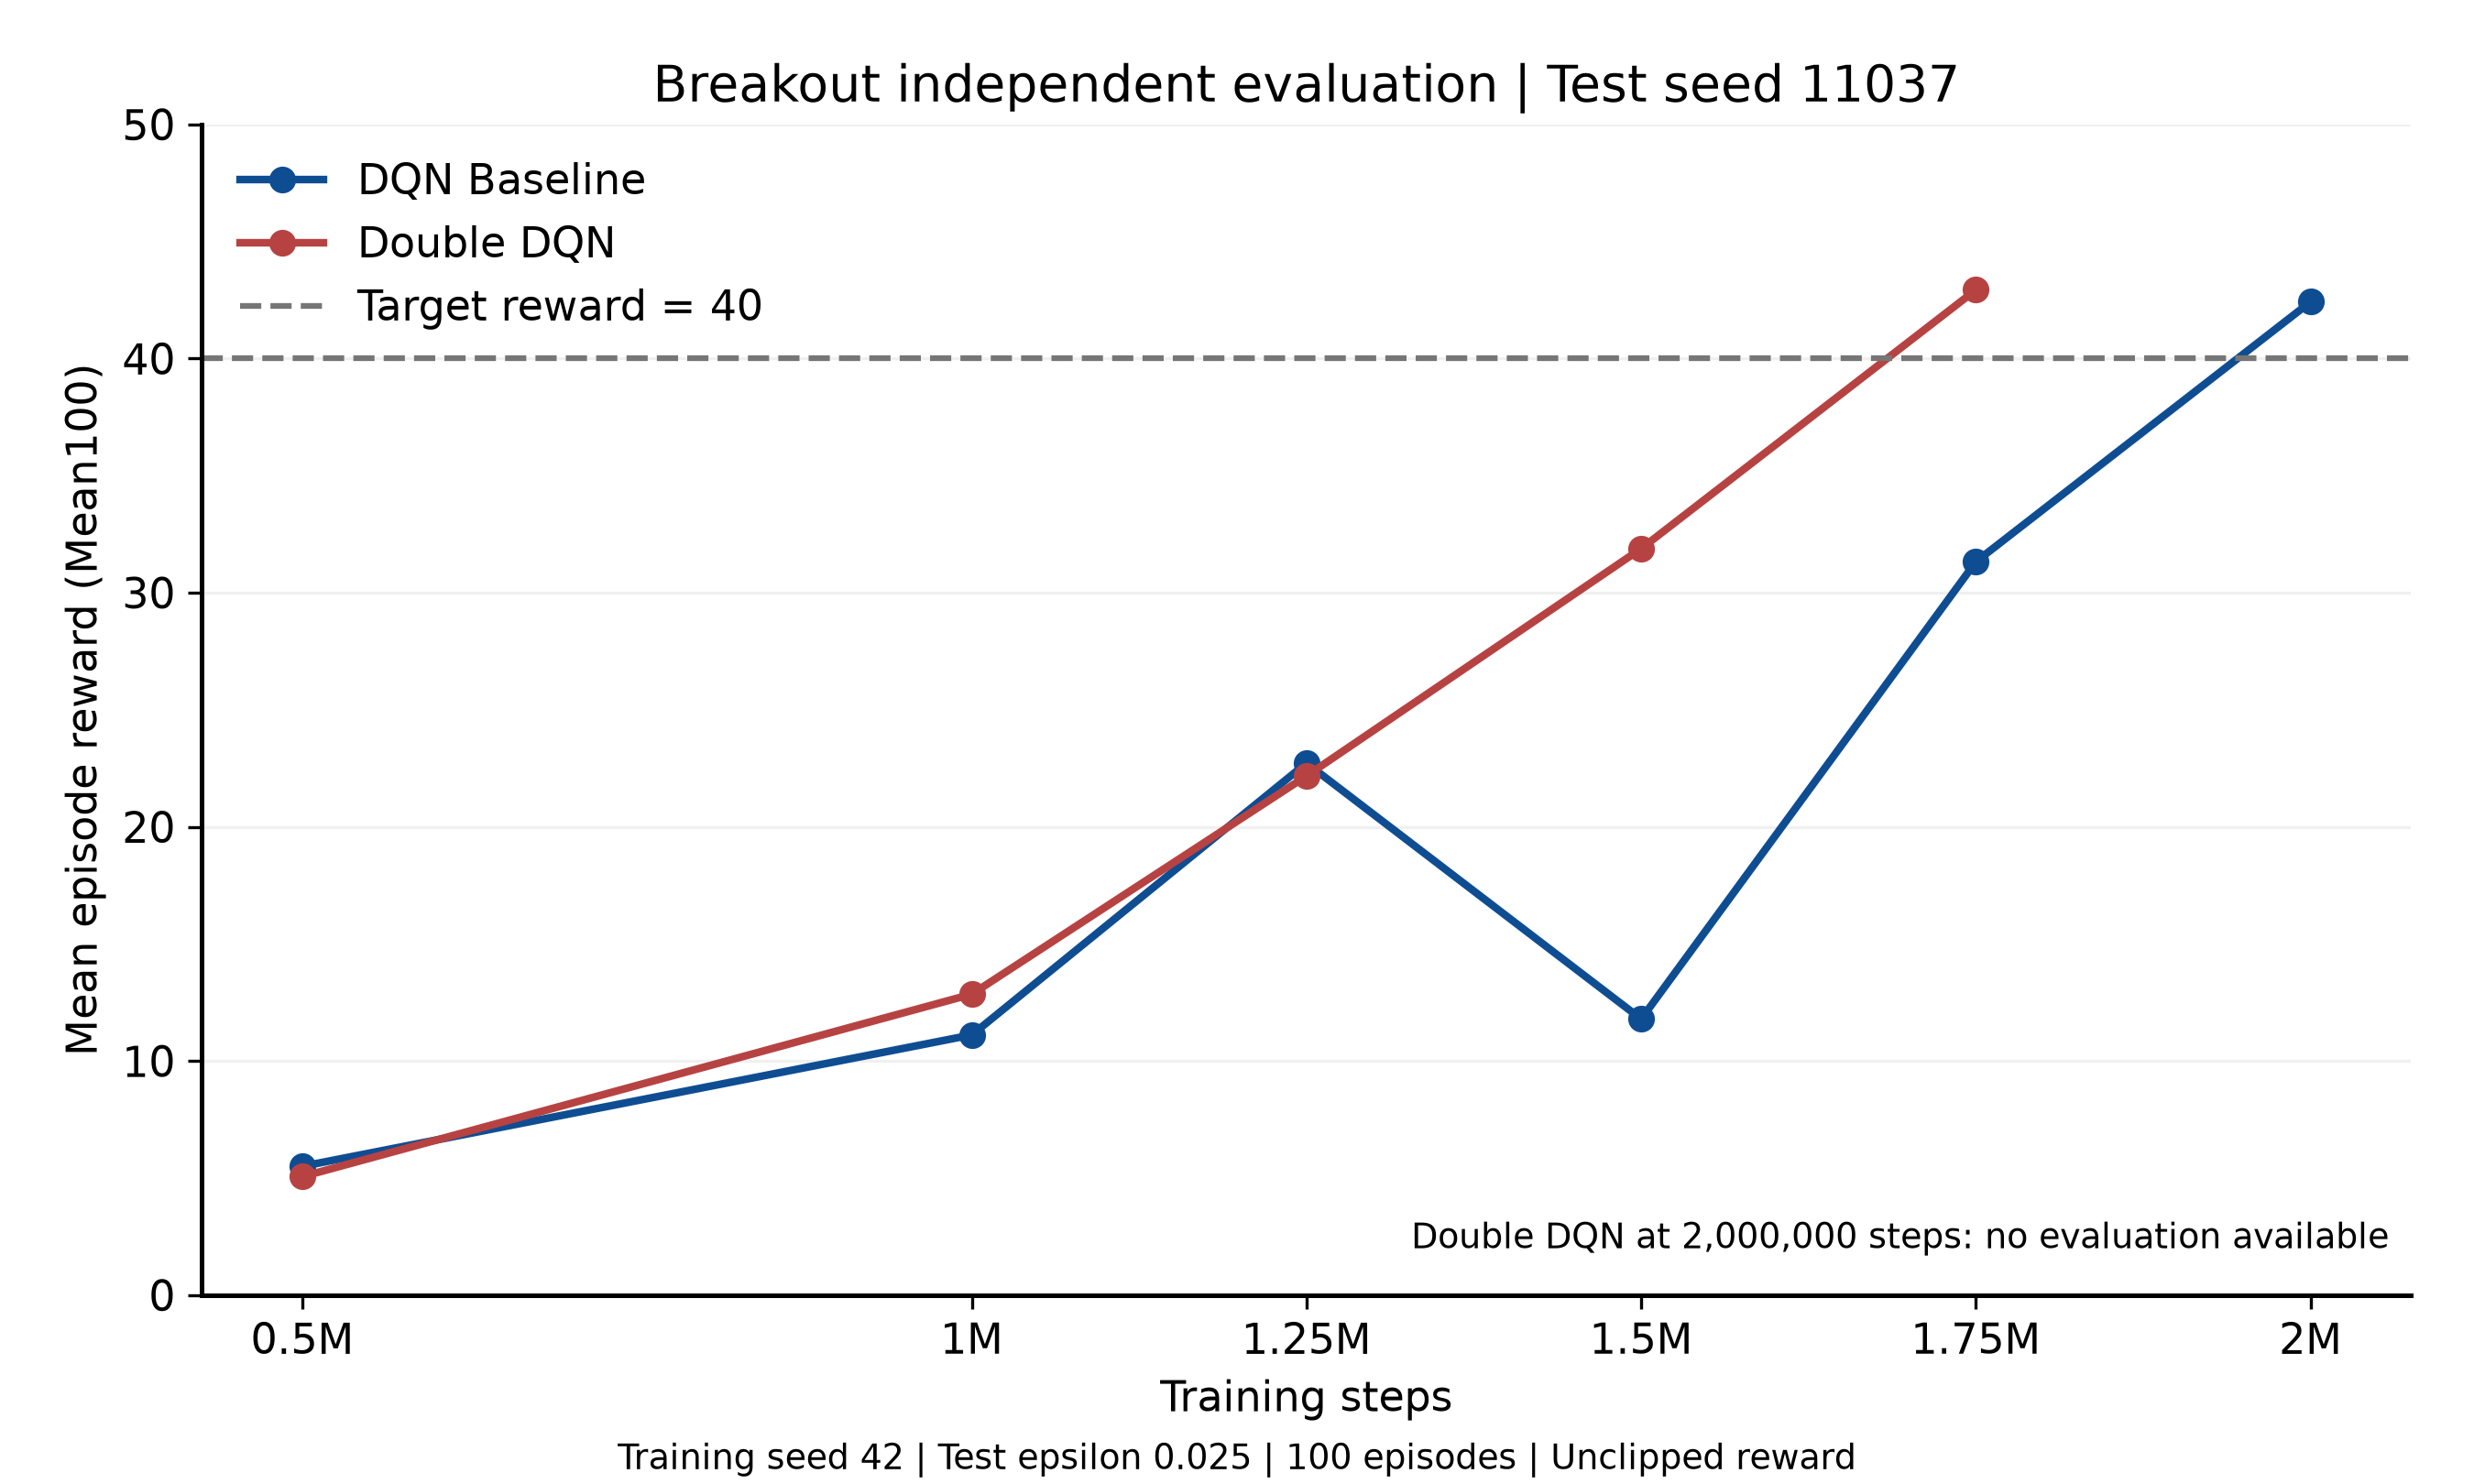 Breakout independent evaluation | Test seed 11037
DQN Baseline
Double DQN
Target reward = 40
Mean episode reward (Mean100)
50
40
30
20
10
0
Double DQN at 2,000,000 steps: no evaluation available
0.5M 1M 1.25M 1.5M 1.75M 2M
Training steps
Training seed 42 | Test epsilon 0.025 | 100 episodes | Unclipped reward